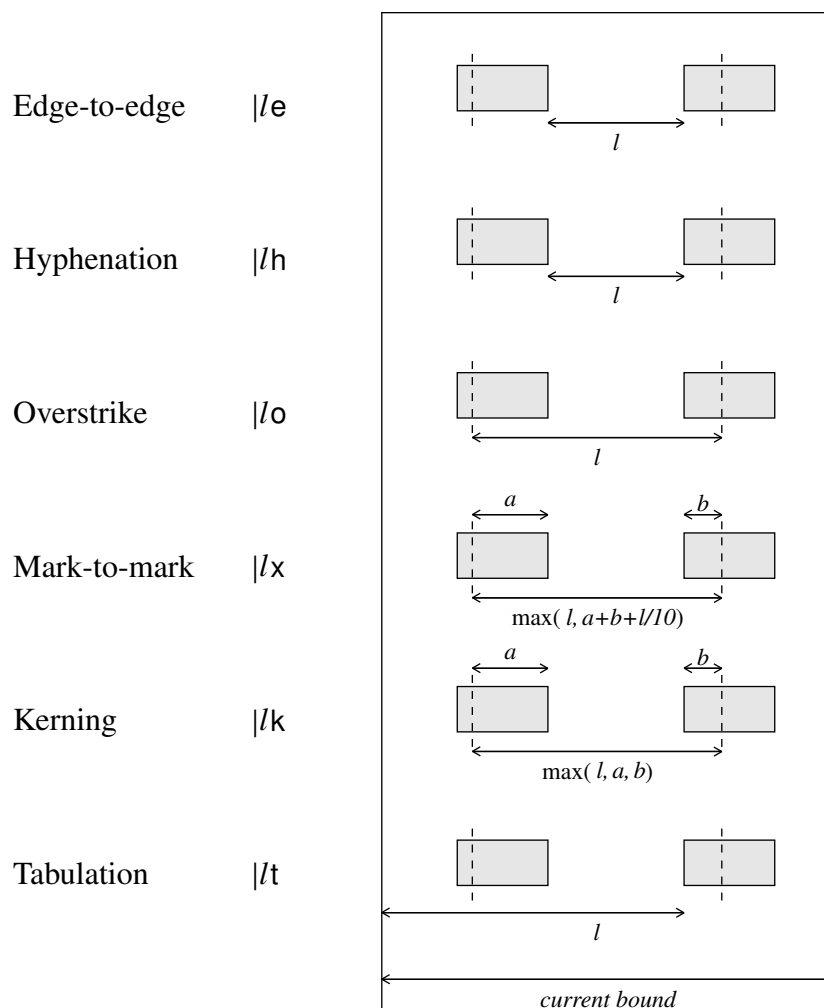 Edge-to-edge |le
l
Hyphenation |lh
l
Overstrike |lo
l
a b
Mark-to-mark |lx
max( l, a+b+l/10)
a b
Kerning |lk
max( l, a, b)
Tabulation |lt
l
current bound